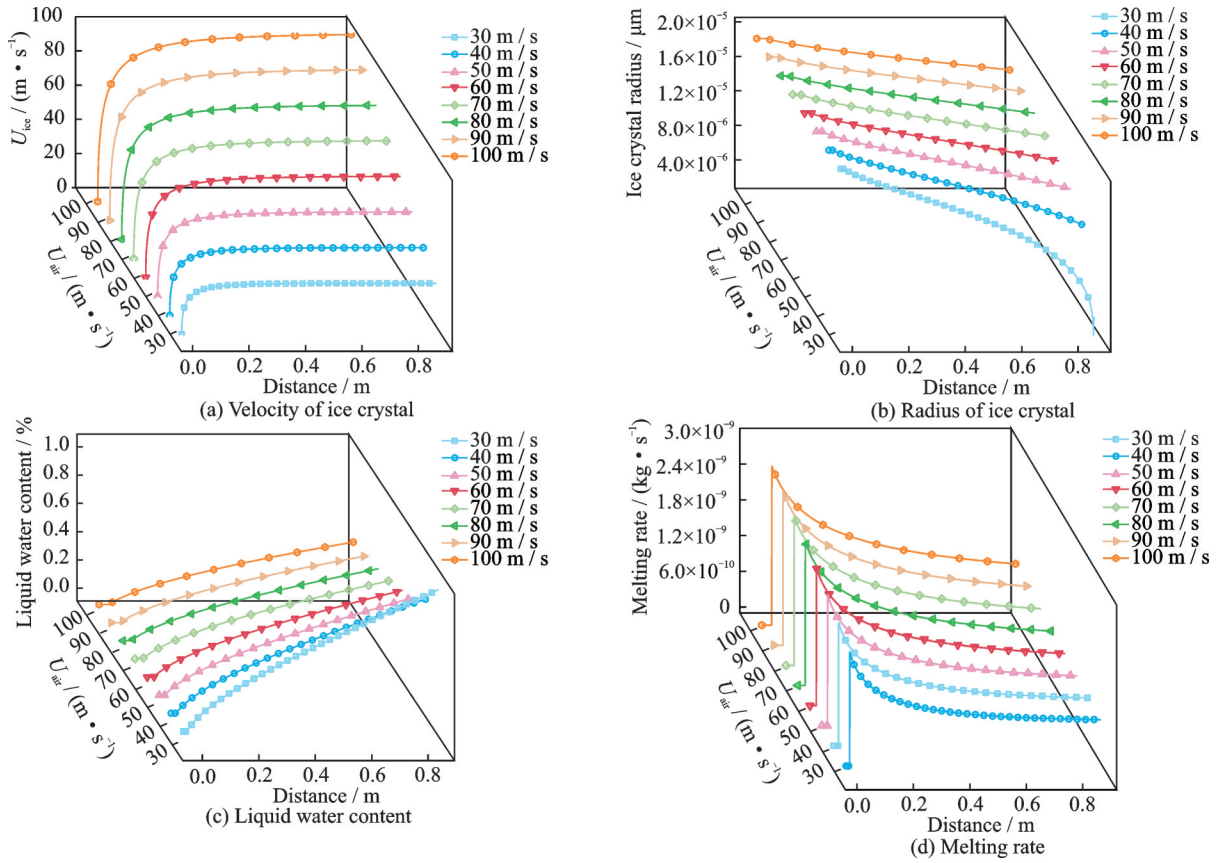 100
80
60
40
20
0
U_ice / (m • s⁻¹)
100
90
80
70
60
50
40
30
U_air / (m • s⁻¹)
0.0 0.2 0.4 0.6 0.8
Distance / m
30 m / s
40 m / s
50 m / s
60 m / s
70 m / s
80 m / s
90 m / s
100 m / s
(a) Velocity of ice crystal
2.0×10⁻⁵
1.6×10⁻⁵
1.2×10⁻⁵
8.0×10⁻⁶
4.0×10⁻⁶
Ice crystal radius / μm
100
90
80
70
60
50
40
30
U_air / (m • s⁻¹)
0.0 0.2 0.4 0.6 0.8
Distance / m
30 m / s
40 m / s
50 m / s
60 m / s
70 m / s
80 m / s
90 m / s
100 m / s
(b) Radius of ice crystal
1.0
0.8
0.6
0.4
0.2
0.0
Liquid water content / %
100
90
80
70
60
50
40
30
U_air / (m • s⁻¹)
0.0 0.2 0.4 0.6 0.8
Distance / m
30 m / s
40 m / s
50 m / s
60 m / s
70 m / s
80 m / s
90 m / s
100 m / s
(c) Liquid water content
3.0×10⁻⁹
2.4×10⁻⁹
1.8×10⁻⁹
1.2×10⁻⁹
6.0×10⁻¹⁰
0
Melting rate / (kg • s⁻¹)
100
90
80
70
60
50
40
30
U_air / (m • s⁻¹)
0.0 0.2 0.4 0.6 0.8
Distance / m
30 m / s
40 m / s
50 m / s
60 m / s
70 m / s
80 m / s
90 m / s
100 m / s
(d) Melting rate